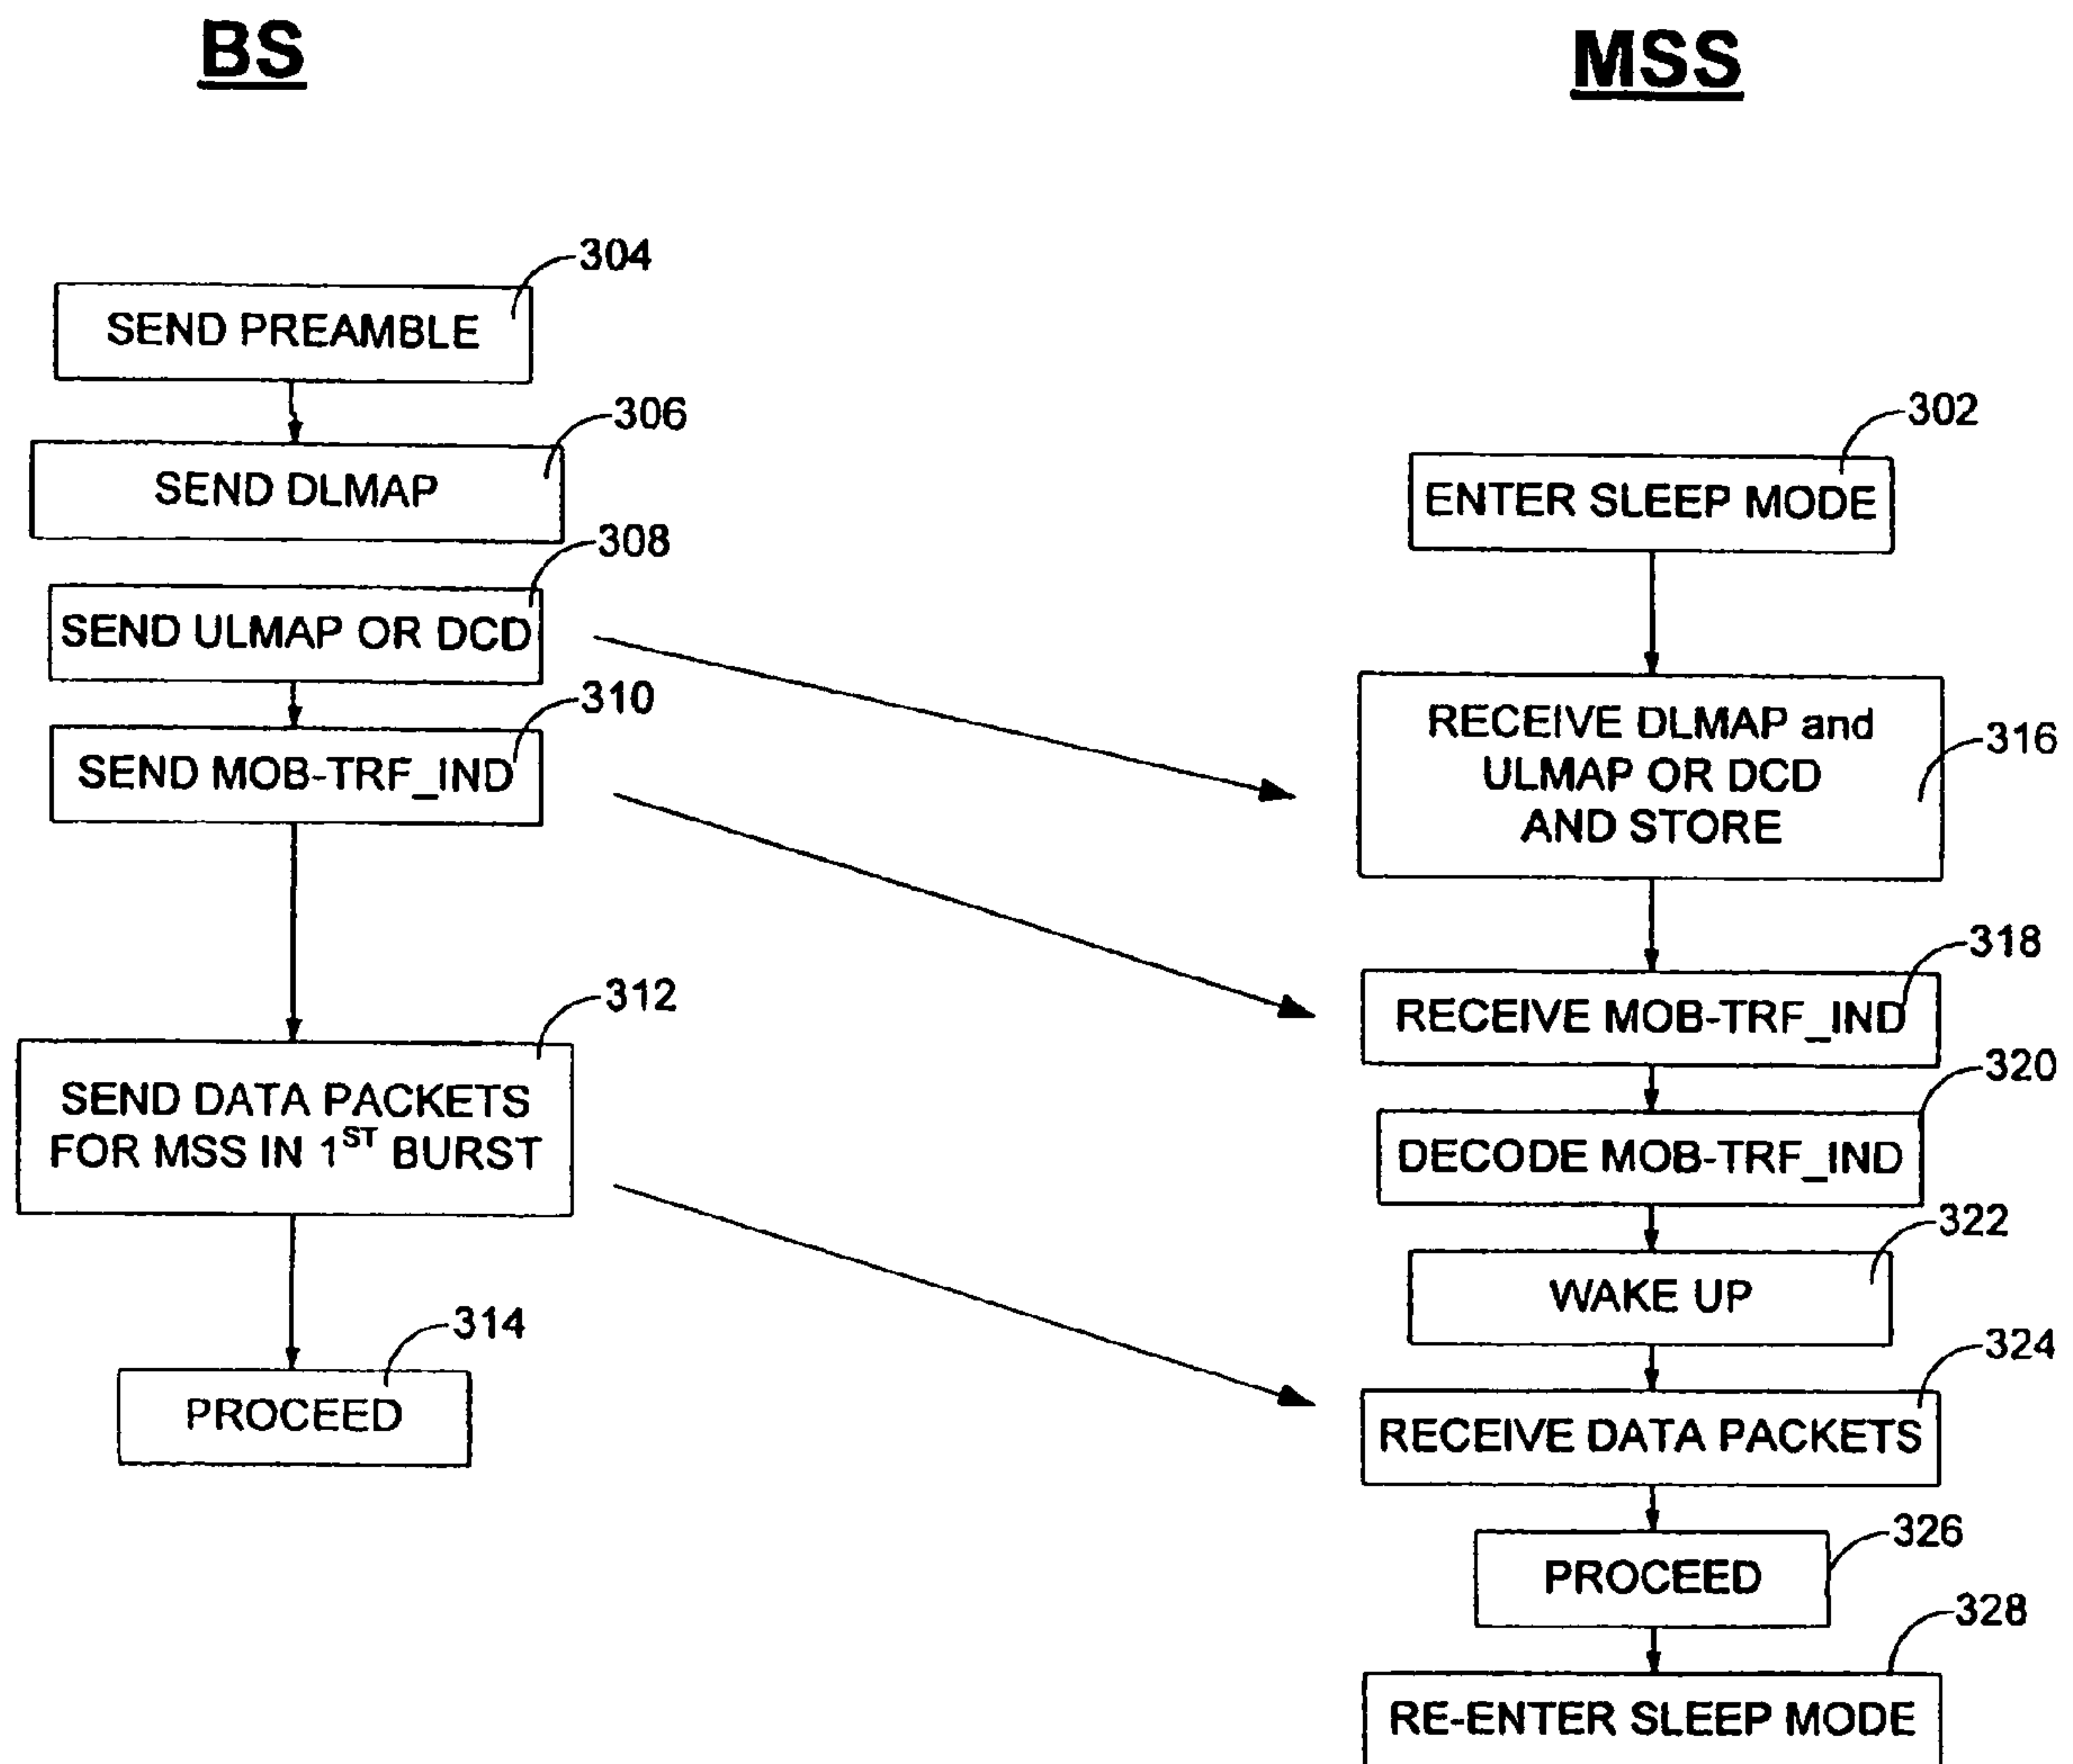 BS
304
SEND PREAMBLE
306
SEND DLMAP
308
SEND ULMAP OR DCD
310
SEND MOB-TRF_IND
312
SEND DATA PACKETS
FOR MSS IN 1ST BURST
314
PROCEED
MSS
302
ENTER SLEEP MODE
RECEIVE DLMAP and
ULMAP OR DCD
AND STORE
316
318
RECEIVE MOB-TRF_IND
320
DECODE MOB-TRF_IND
322
WAKE UP
324
RECEIVE DATA PACKETS
326
PROCEED
328
RE-ENTER SLEEP MODE